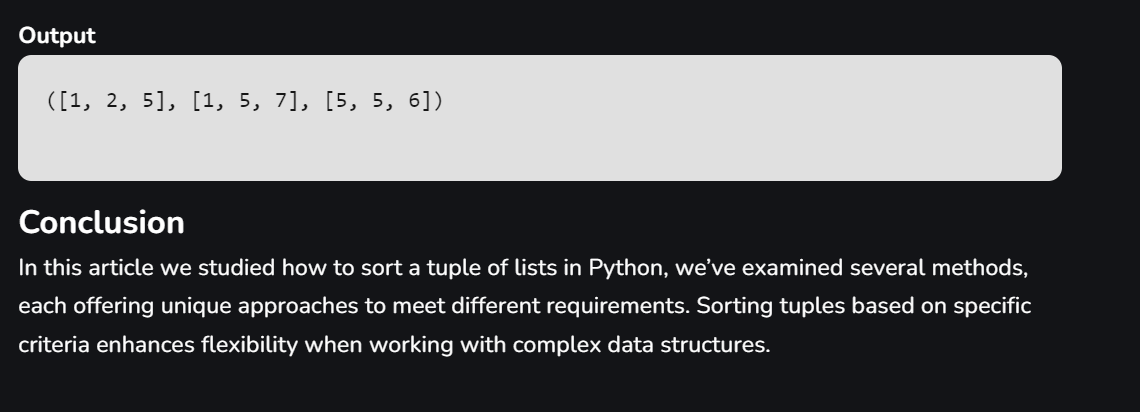 Output
([1, 2, 5], [1, 5, 7], [5, 5, 6])
Conclusion
In this article we studied how to sort a tuple of lists in Python, we’ve examined several methods,
each offering unique approaches to meet different requirements. Sorting tuples based on specific
criteria enhances flexibility when working with complex data structures.